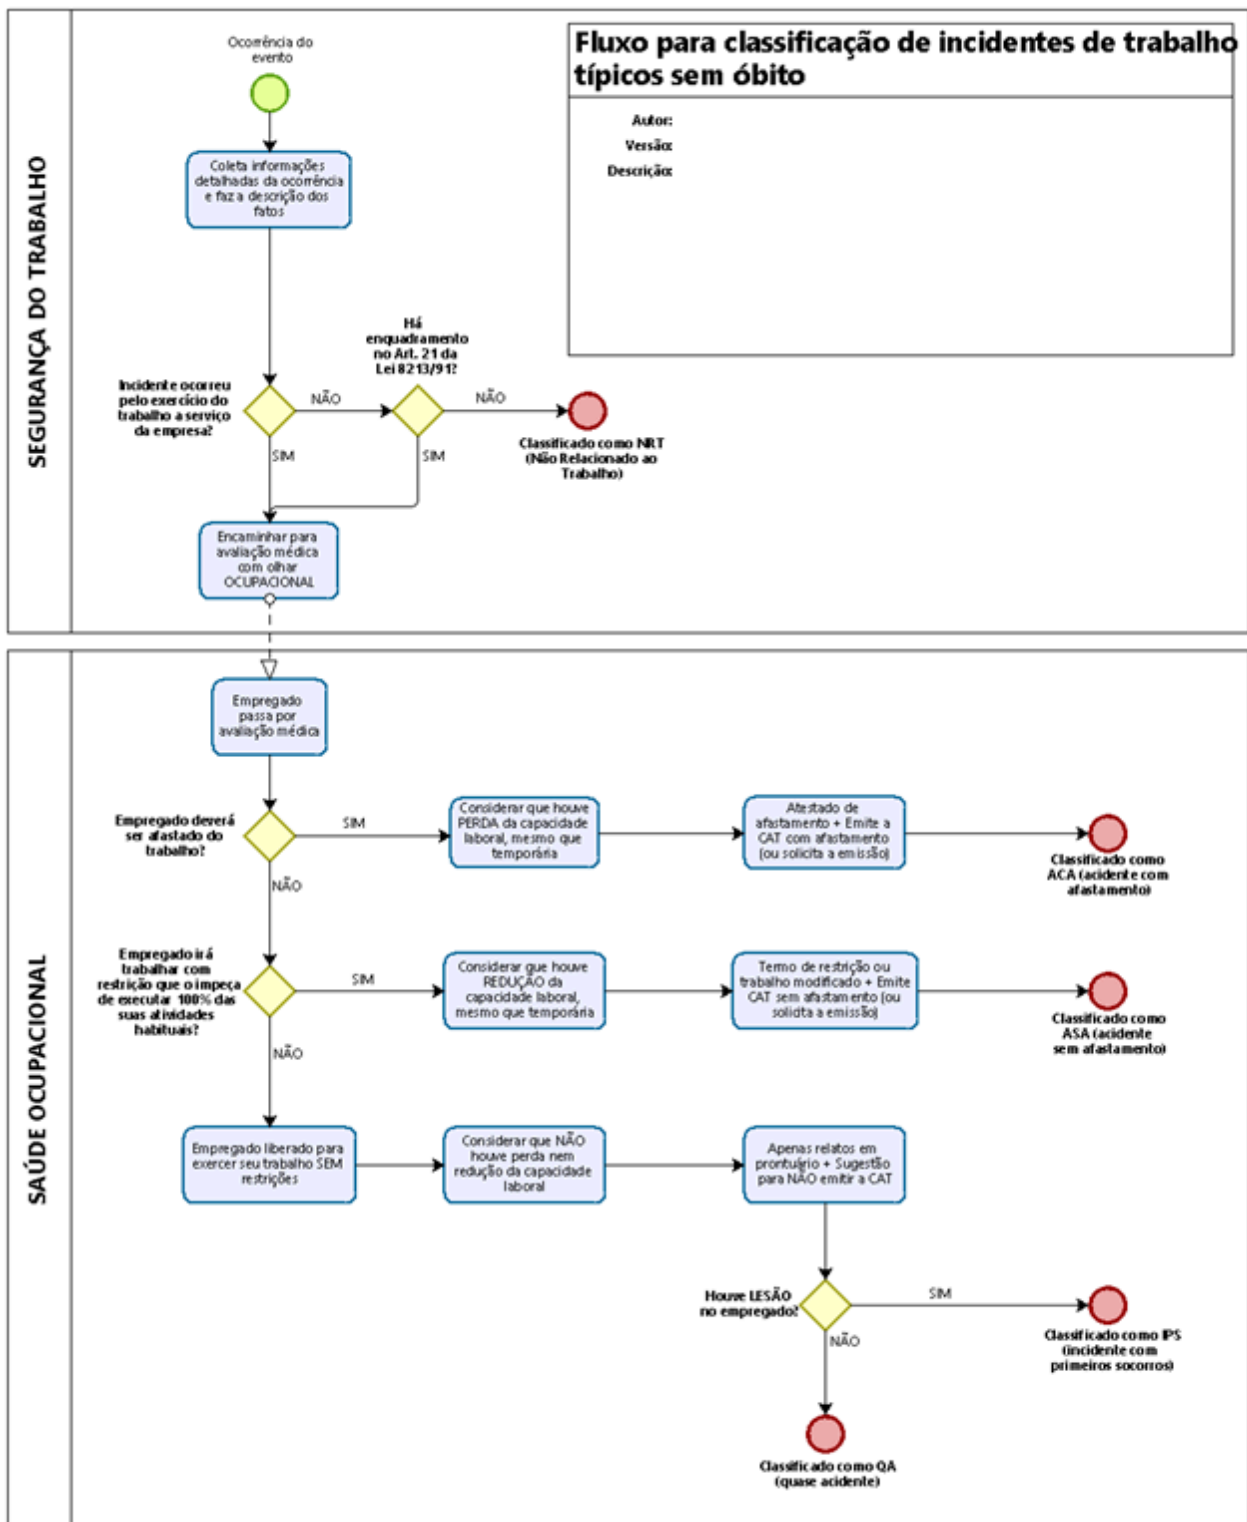 Fluxo para classificação de incidentes de trabalho
típicos sem óbito
Autor:
Versão:
Descrição:
SEGURANÇA DO TRABALHO
Ocorrência do
evento
Coleta informações
detalhadas da ocorrência
e faz a descrição dos
fatos
Incidente ocorreu
pelo exercício do
trabalho a serviço
da empresa?
NÃO
SIM
Há
enquadramento
no Art. 21 da
Lei 8213/91?
NÃO
SIM
Classificado como NRT
(Não Relacionado ao
Trabalho)
Encaminhar para
avaliação médica
com olhar
OCUPACIONAL
SAÚDE OCUPACIONAL
Empregado
passa por
avaliação médica
Empregado deverá
ser afastado do
trabalho?
SIM
NÃO
Considerar que houve
PERDA da capacidade
laboral, mesmo que
temporária
Atestado de
afastamento + Emite a
CAT com afastamento
(ou solicita a emissão)
Classificado como
ACA (acidente com
afastamento)
Empregado irá
trabalhar com
restrição que o impeça
de executar 100% das
suas atividades
habituais?
SIM
NÃO
Considerar que houve
REDUÇÃO da
capacidade laboral,
mesmo que temporária
Termo de restrição ou
trabalho modificado + Emite
CAT sem afastamento (ou
solicita a emissão)
Classificado como
ASA (acidente
sem afastamento)
Empregado liberado para
exercer seu trabalho SEM
restrições
Considerar que NÃO
houve perda nem
redução da capacidade
laboral
Apenas relatos em
prontuário + Sugestão
para NÃO emitir a CAT
Houve LESÃO
no empregado?
SIM
NÃO
Classificado como IPS
(incidente com
primeiros socorros)
Classificado como QA
(quase acidente)